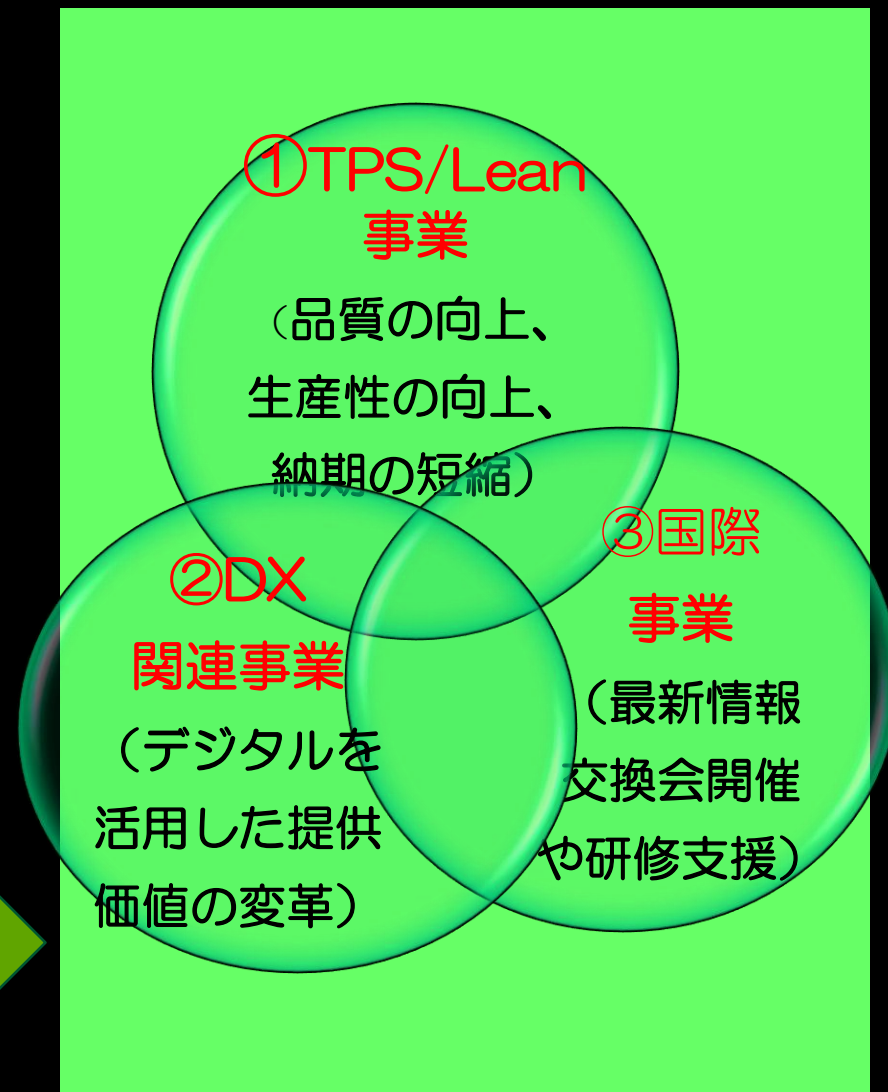 ①TPS/Lean
事業
（品質の向上、
生産性の向上、
納期の短縮）
②DX
関連事業
（デジタルを
活用した提供
価値の変革）
③国際
事業
（最新情報
交換会開催
や研修支援）